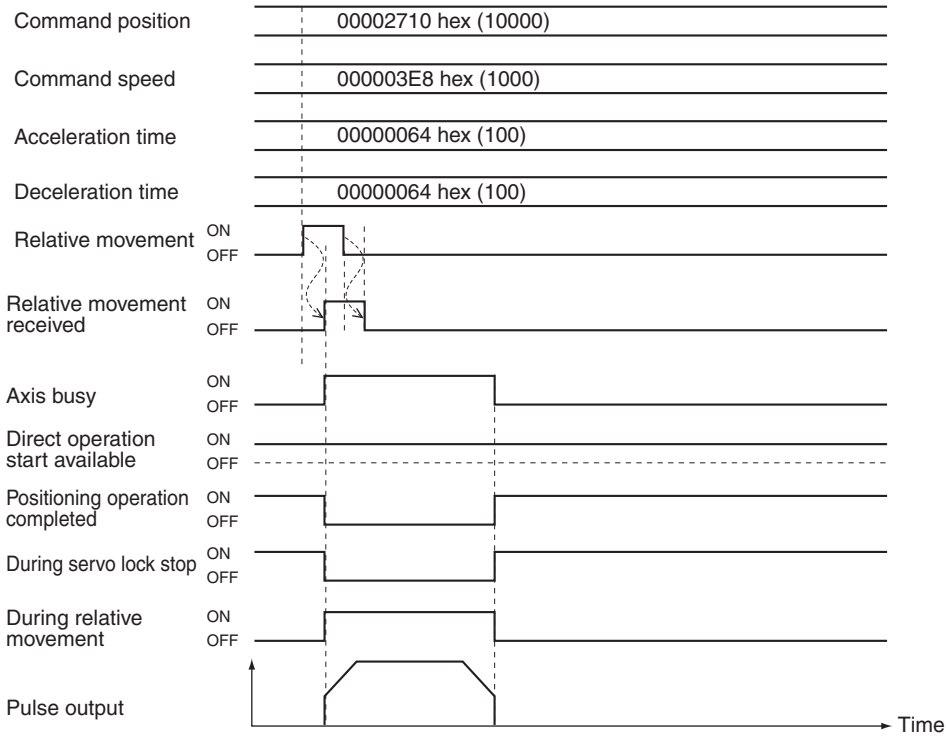 Command position
00002710 hex (10000)
Command speed
000003E8 hex (1000)
Acceleration time
00000064 hex (100)
Deceleration time
00000064 hex (100)
Relative movement
ON
OFF
Relative movement
received
ON
OFF
Axis busy
ON
OFF
Direct operation
start available
ON
OFF
Positioning operation
completed
ON
OFF
During servo lock stop
ON
OFF
During relative
movement
ON
OFF
Pulse output
Time